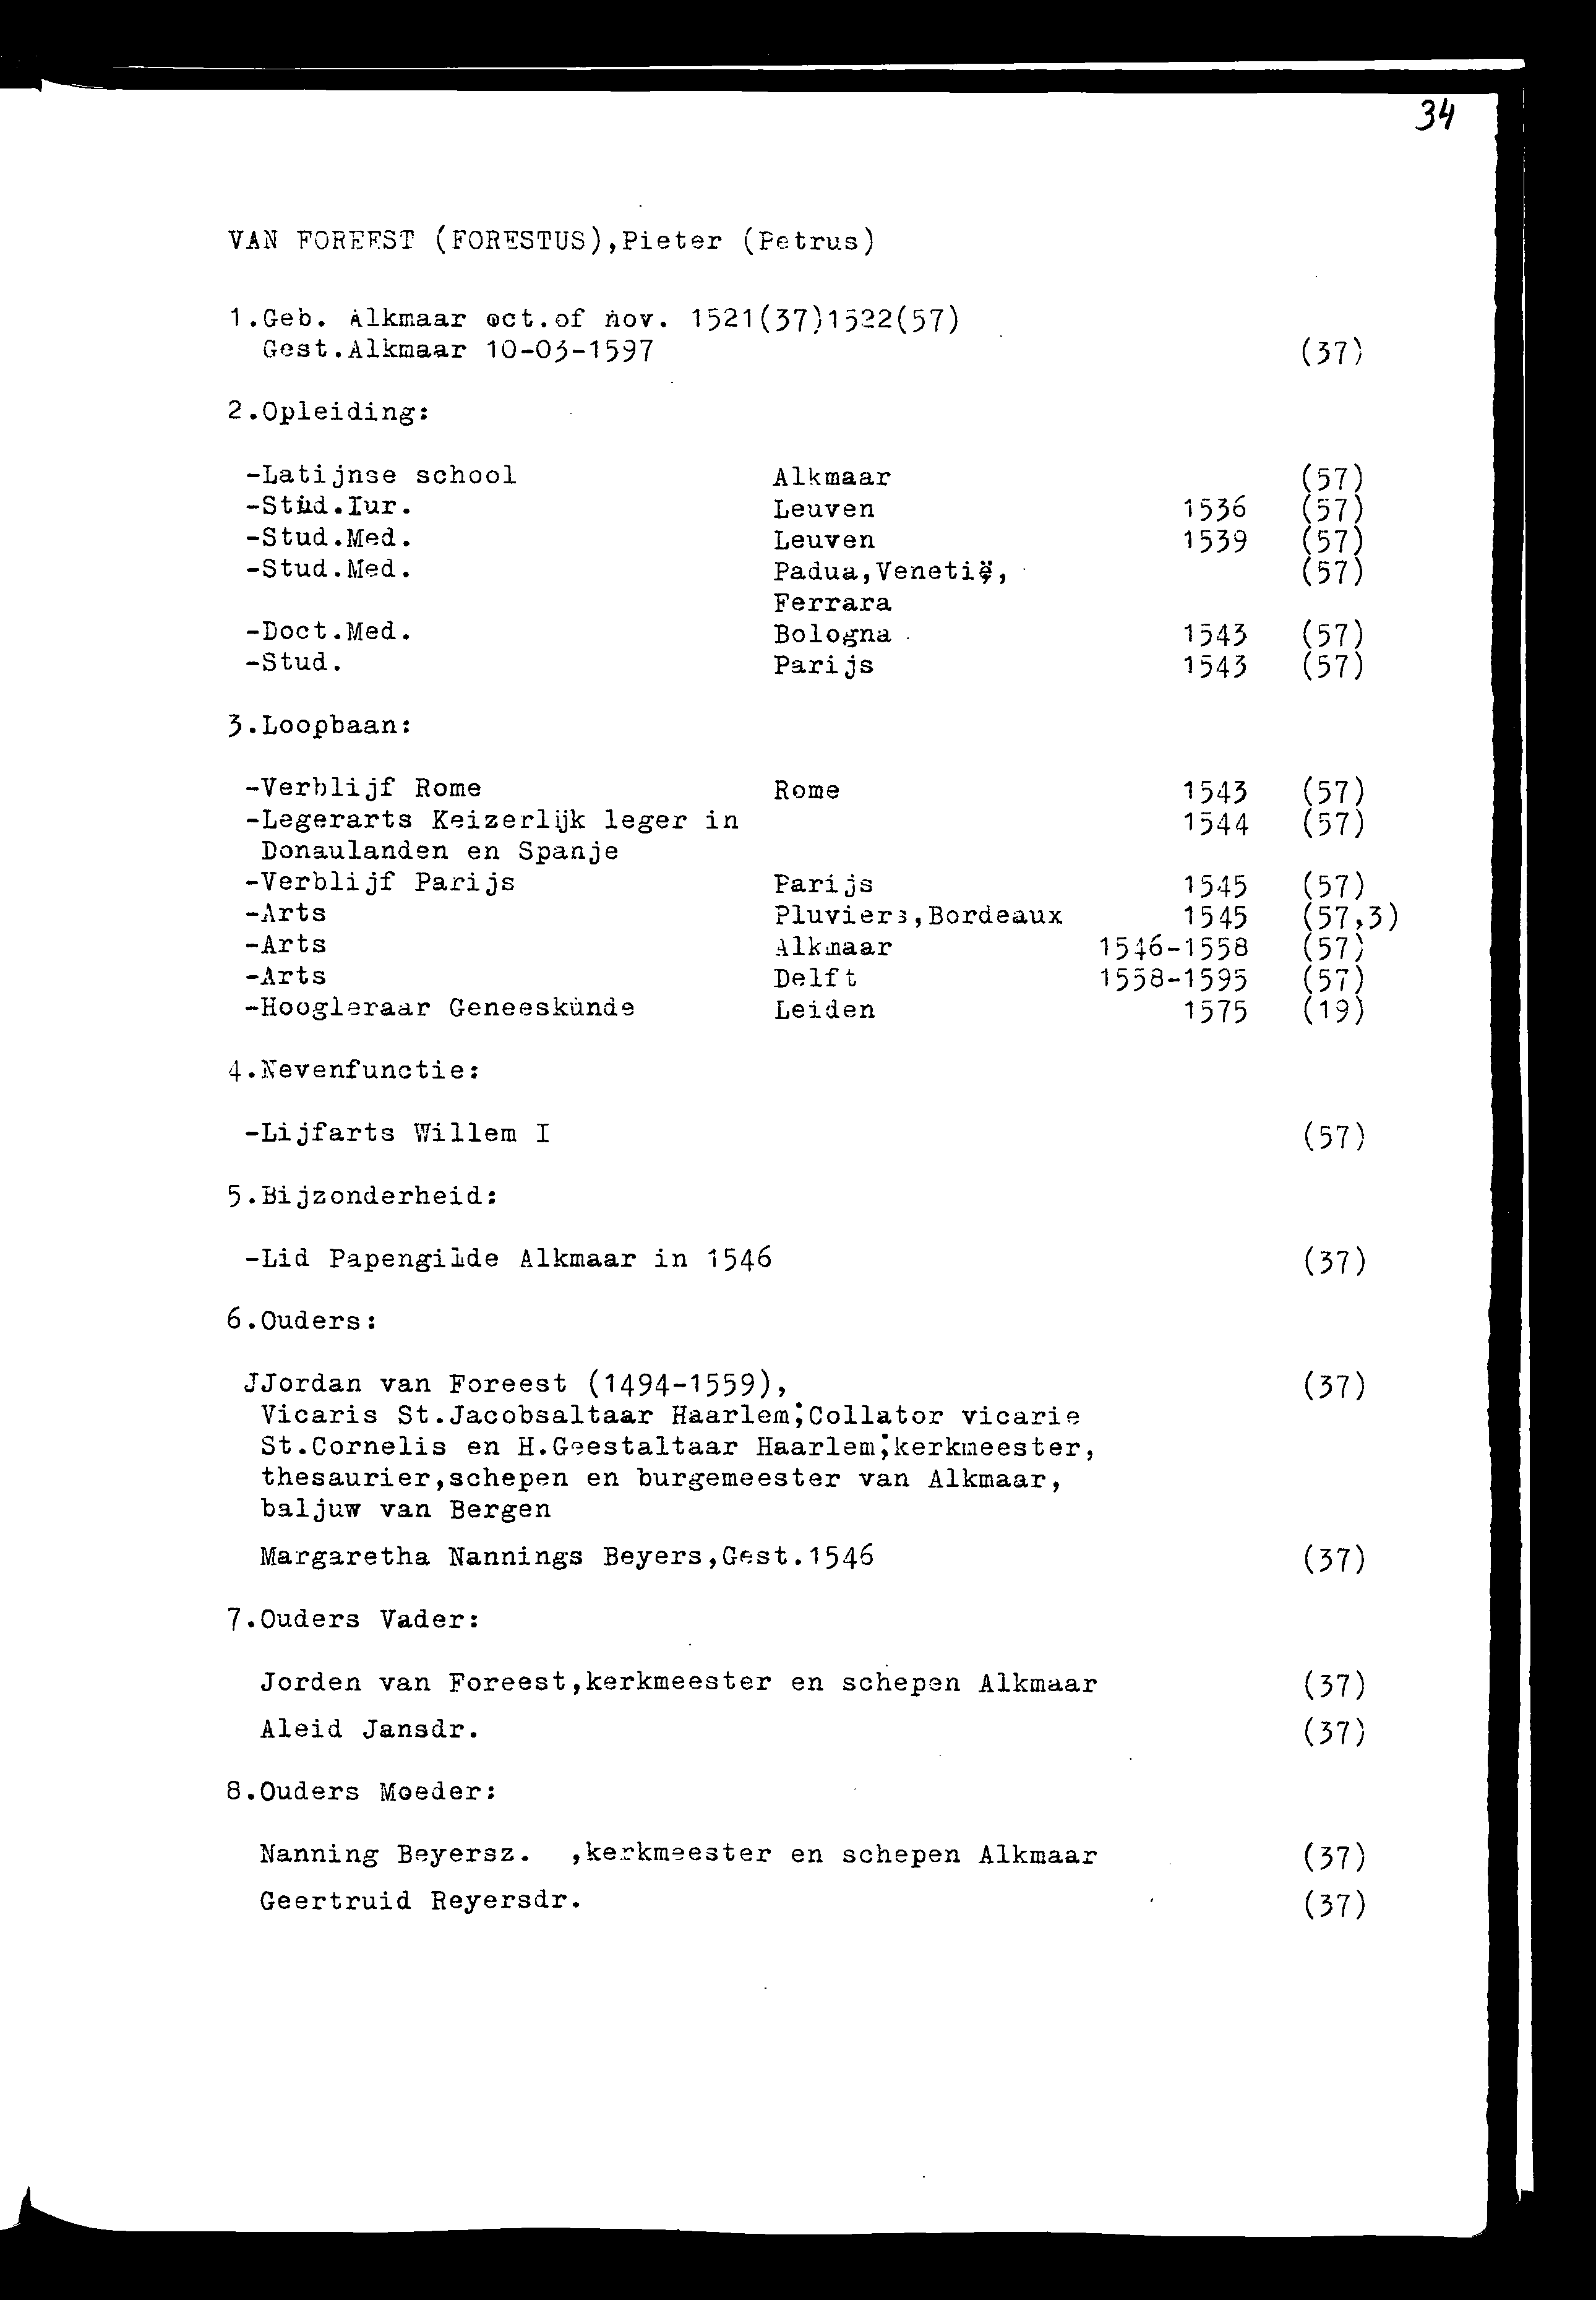 34
VAN FOREEST (FORESTUS),Pieter (Petrus)
1.Geb. Alkmaar oct.of nov. 1521(37)1522(57)
Gest.Alkmaar 10-03-1597 (37)
2.Opleiding:
-Latijnse school Alkmaar (57)
-Stud.Iur. Leuven 1536 (57)
-Stud.Med. Leuven 1539 (57)
-Stud.Med. Padua,Venetië, (57)
Ferrara
-Doct.Med. Bologna 1543 (57)
-Stud. Parijs 1543 (57)
3.Loopbaan:
-Verblijf Rome Rome 1543 (57)
-Legerarts Keizerlijk leger in 1544 (57)
Donaulanden en Spanje
-Verblijf Parijs Parijs 1545 (57)
-Arts Pluviers,Bordeaux 1545 (57,3)
-Arts Alkmaar 1546-1558 (57)
-Arts Delft 1558-1595 (57)
-Hoogleraar Geneeskunde Leiden 1575 (19)
4.Nevenfunctie:
-Lijfarts Willem I (57)
5.Bijzonderheid:
-Lid Papengilde Alkmaar in 1546 (37)
6.Ouders:
JJordan van Foreest (1494-1559), (37)
Vicaris St.Jacobsaltaar Haarlem;Collator vicarie
St.Cornelis en H.Geestaltaar Haarlem;kerkmeester,
thesaurier,schepen en burgemeester van Alkmaar,
baljuw van Bergen
Margaretha Nannings Beyers,Gest.1546 (37)
7.Ouders Vader:
Jorden van Foreest,kerkmeester en schepen Alkmaar (37)
Aleid Jansdr. (37)
8.Ouders Moeder:
Nanning Beyersz. ,kerkmeester en schepen Alkmaar (37)
Geertruid Reyersdr. (37)